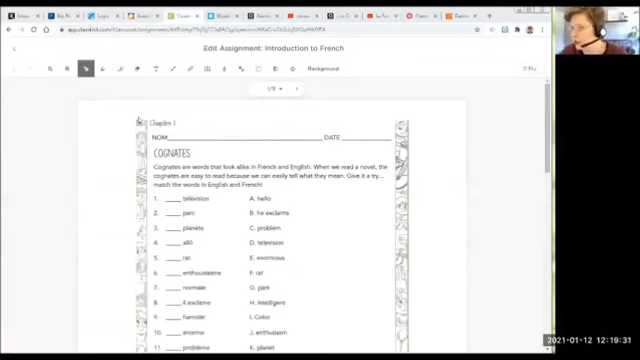 Edit Assignment: Introduction to French
Background
0 Pts
1/9
Chapitre 1
NOM DATE
COGNATES
Cognates are words that look alike in French and English. When we read a novel, the
cognates are easy to read because we can easily tell what they mean. Give it a try...
match the words in English and French!
1. _____ télévision A. hello
2. _____ parc B. he exclaims
3. _____ planète C. problem
4. _____ allô D. television
5. _____ rat E. enormous
6. _____ enthousiasme F. rat
7. _____ normale G. park
8. _____ il exclame H. Intelligent
9. _____ hamster I. Color
10. _____ énorme J. enthusiasm
11. _____ problème K. planet
2021-01-12 12:19:31